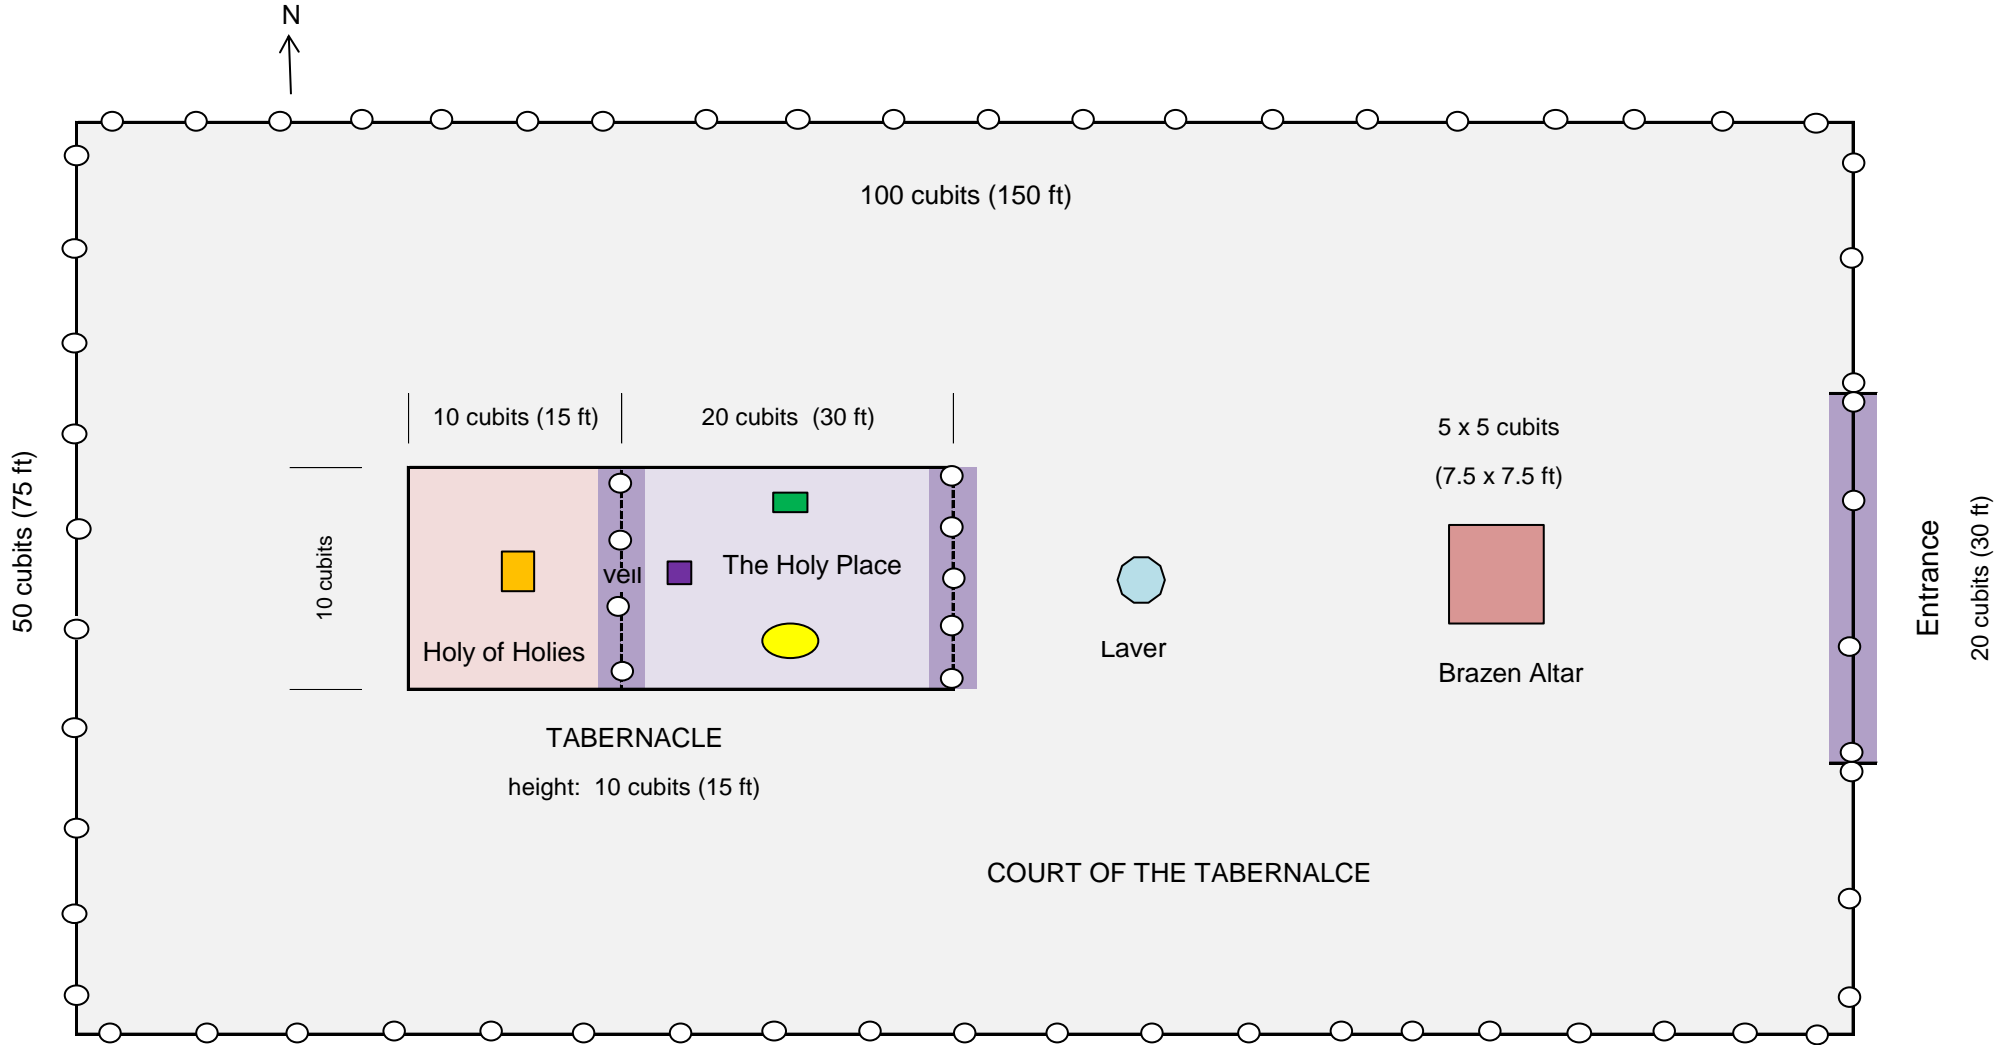 N
100 cubits (150 ft)
10 cubits (15 ft)
20 cubits  (30 ft)
5 x 5 cubits
(7.5 x 7.5 ft)
50 cubits (75 ft)
10 cubits
veil
The Holy Place
Holy of Holies
Laver
Brazen Altar
Entrance
20 cubits (30 ft)
TABERNACLE
height:  10 cubits (15 ft)
COURT OF THE TABERNALCE